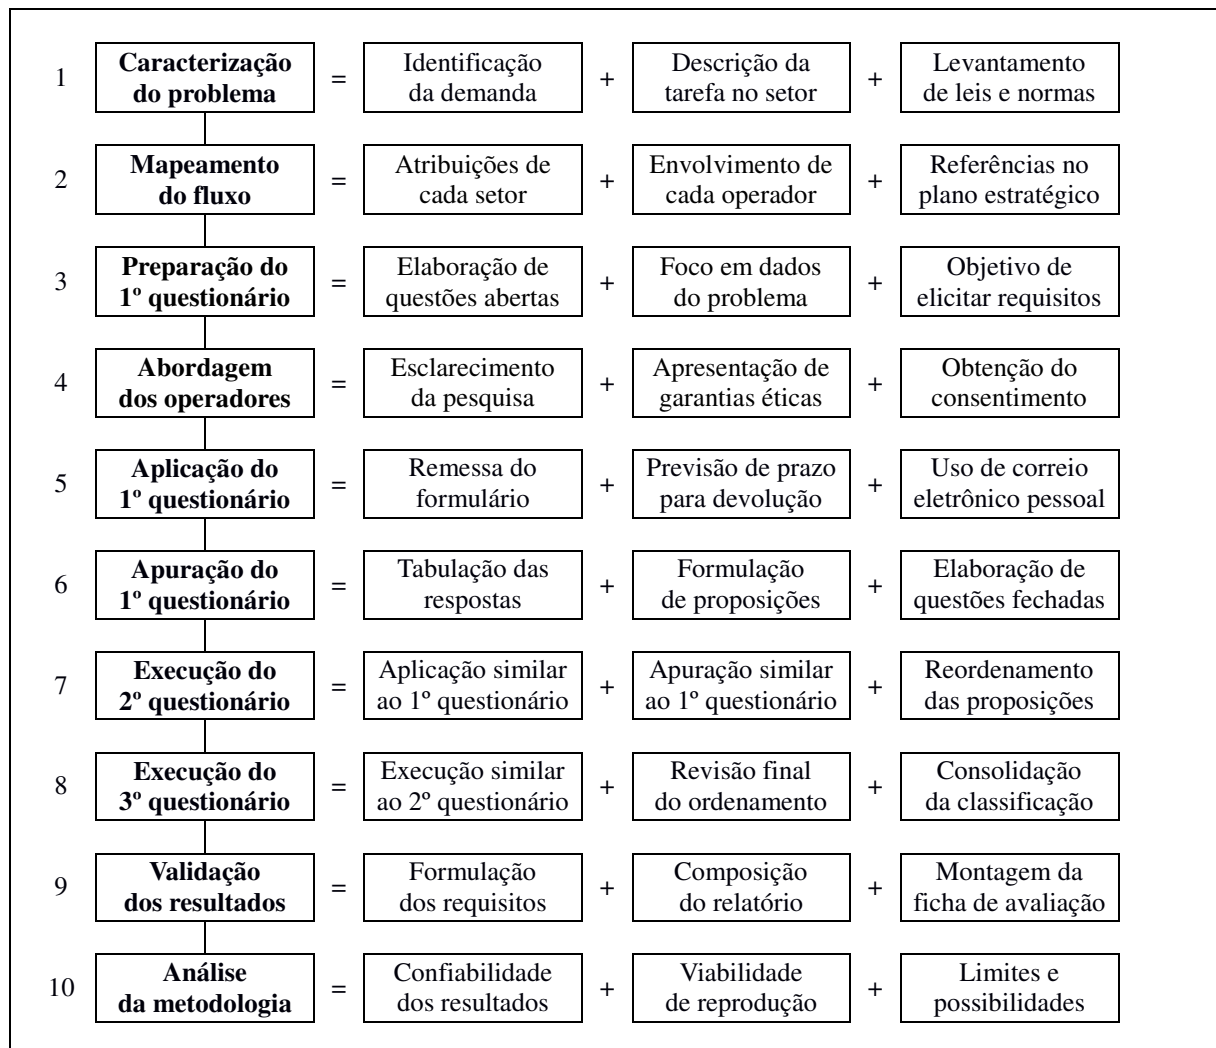 1 Caracterização do problema = Identificação da demanda + Descrição da tarefa no setor + Levantamento de leis e normas
2 Mapeamento do fluxo = Atribuições de cada setor + Envolvimento de cada operador + Referências no plano estratégico
3 Preparação do 1º questionário = Elaboração de questões abertas + Foco em dados do problema + Objetivo de elicitar requisitos
4 Abordagem dos operadores = Esclarecimento da pesquisa + Apresentação de garantias éticas + Obtenção do consentimento
5 Aplicação do 1º questionário = Remessa do formulário + Previsão de prazo para devolução + Uso de correio eletrônico pessoal
6 Apuração do 1º questionário = Tabulação das respostas + Formulação de proposições + Elaboração de questões fechadas
7 Execução do 2º questionário = Aplicação similar ao 1º questionário + Apuração similar ao 1º questionário + Reordenamento das proposições
8 Execução do 3º questionário = Execução similar ao 2º questionário + Revisão final do ordenamento + Consolidação da classificação
9 Validação dos resultados = Formulação dos requisitos + Composição do relatório + Montagem da ficha de avaliação
10 Análise da metodologia = Confiabilidade dos resultados + Viabilidade de reprodução + Limites e possibilidades